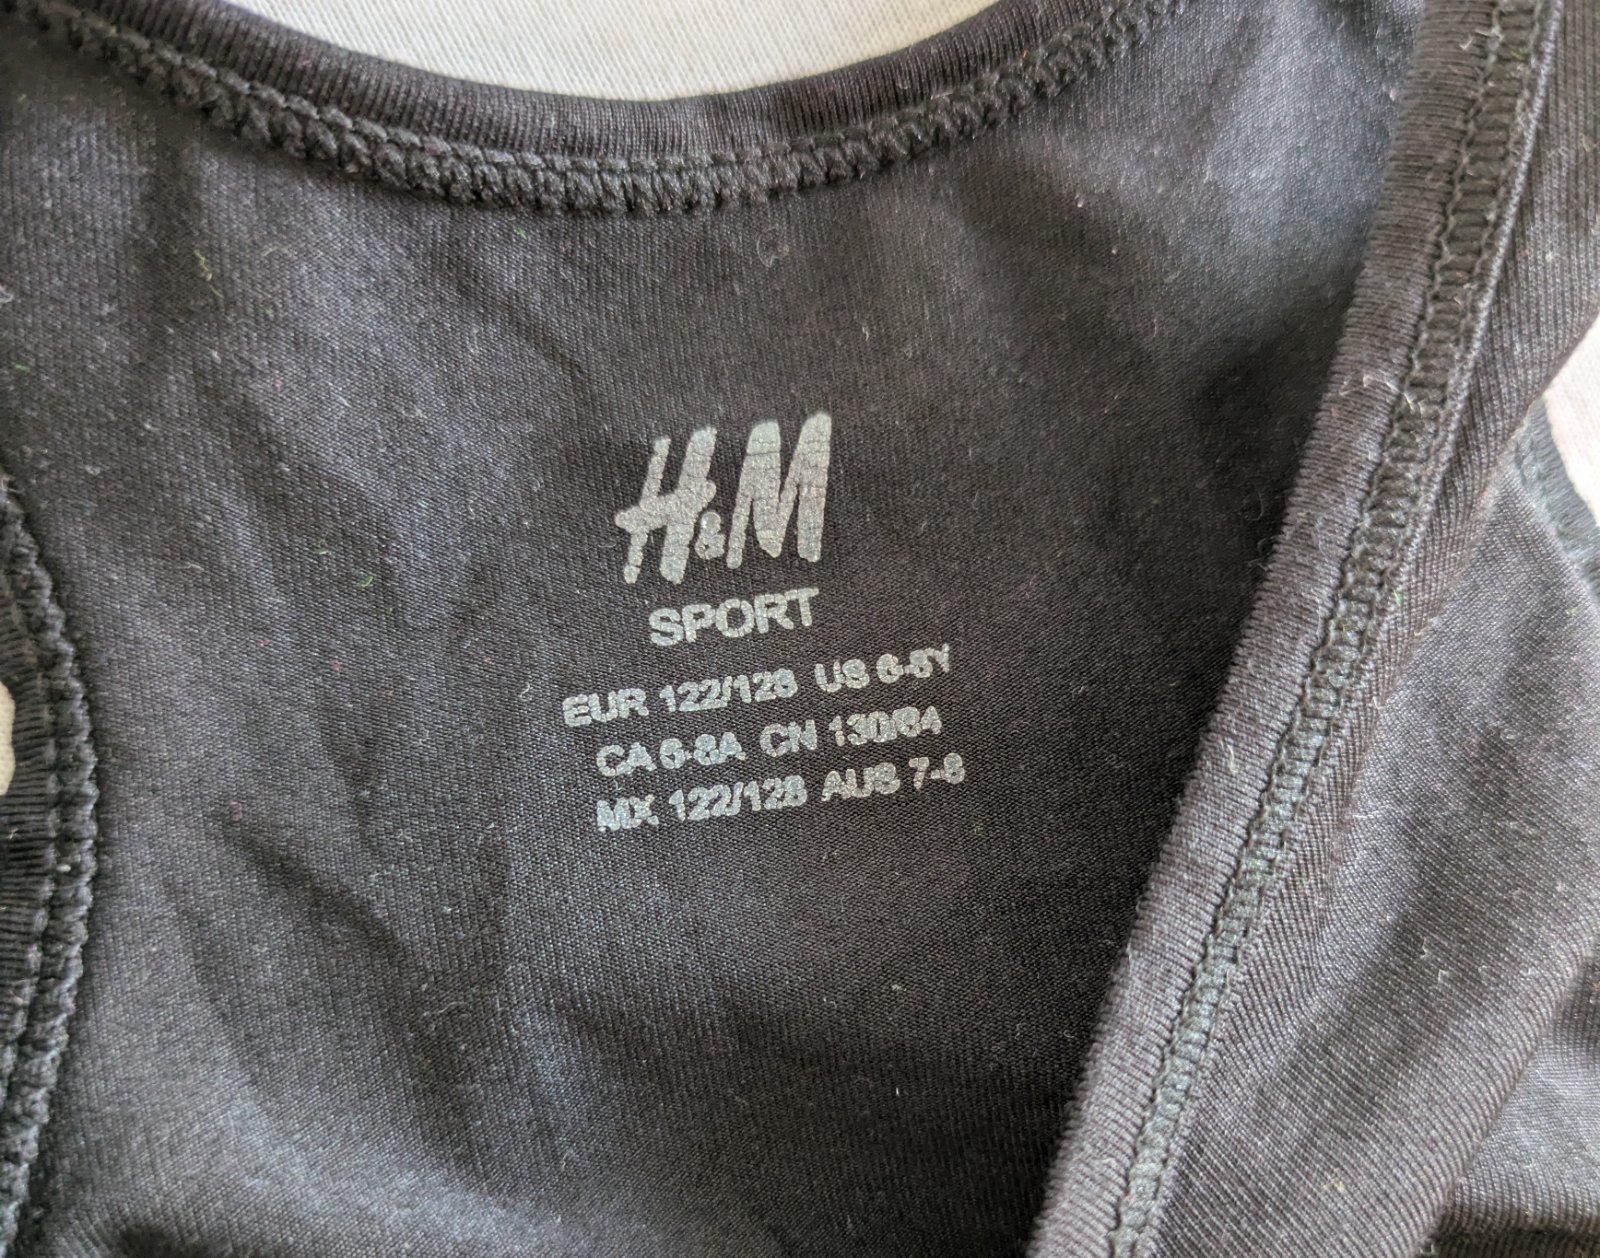 H&M
SPORT
EUR 122/128 US 6-8Y
CA 6-8A CN 130/64
MX 122/128 AUS 7-8